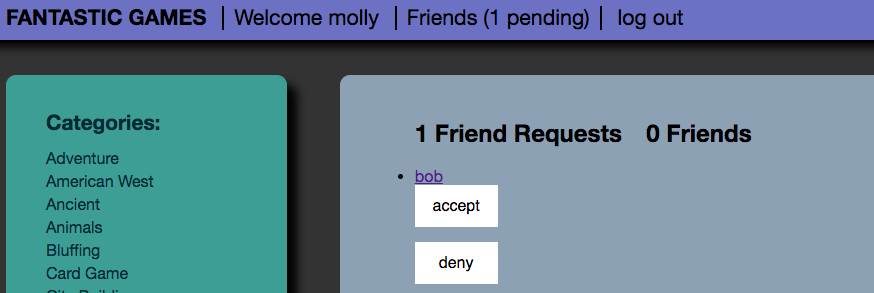 FANTASTIC GAMES | Welcome molly | Friends (1 pending) | log out
Categories:
Adventure
American West
Ancient
Animals
Bluffing
Card Game
1 Friend Requests 0 Friends
bob
accept
deny